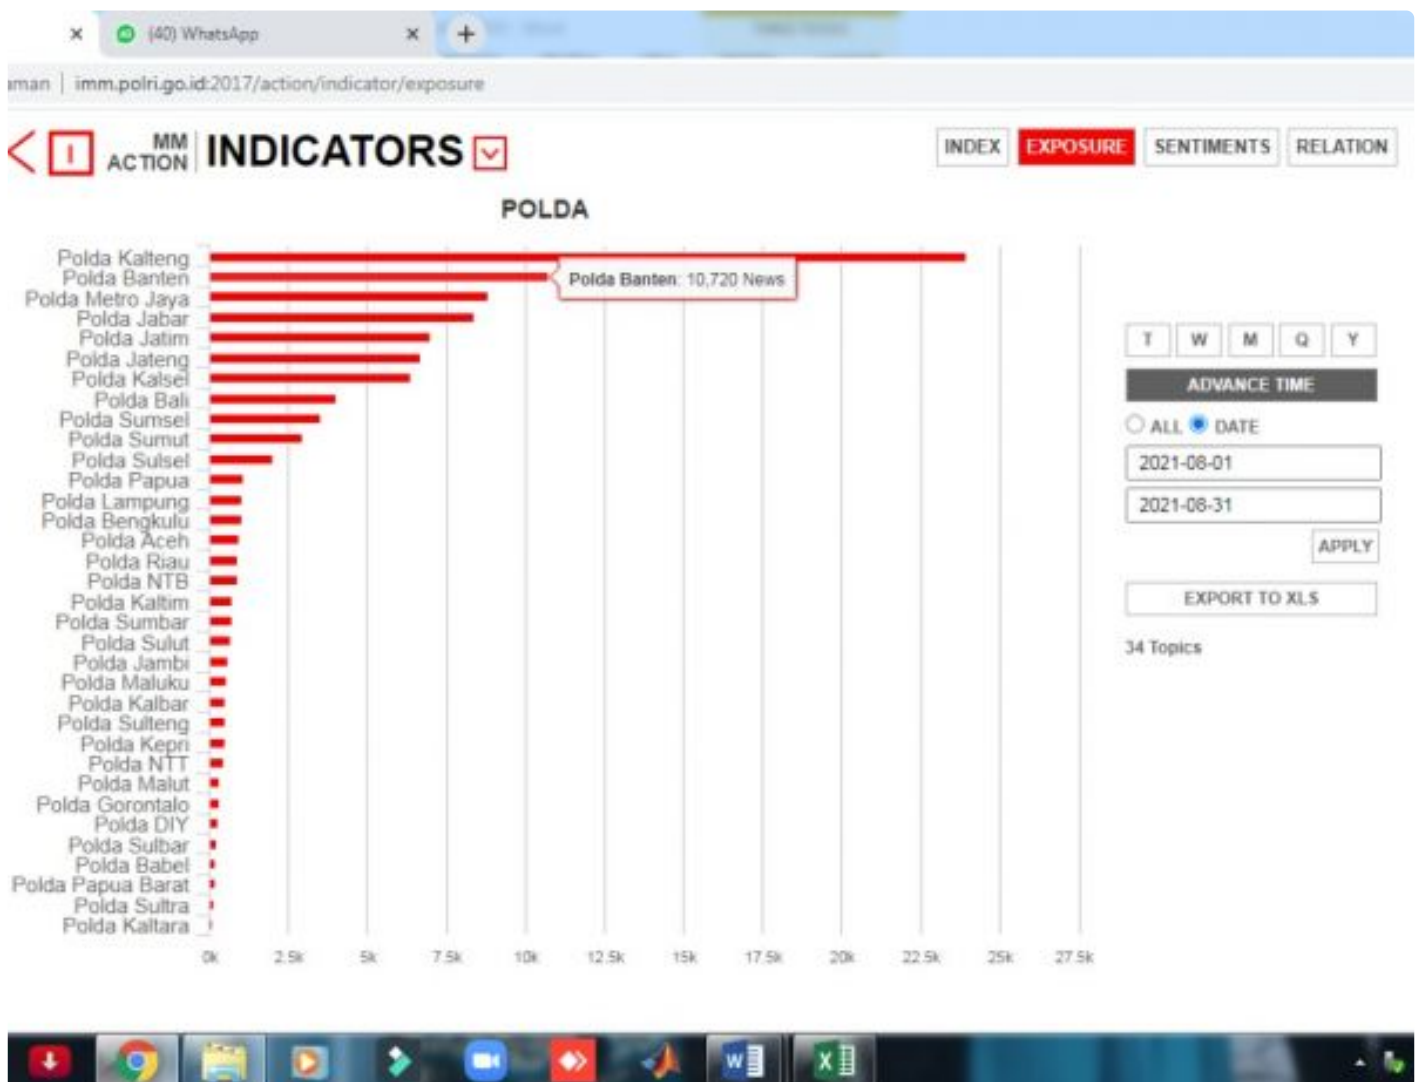 (40) WhatsApp
aman | imm.polri.go.id:2017/action/indicator/exposure
I MM ACTION INDICATORS
INDEX EXPOSURE SENTIMENTS RELATION
POLDA
Polda Kalteng
Polda Banten
Polda Banten: 10,720 News
Polda Metro Jaya
Polda Jabar
Polda Jatim
Polda Jateng
Polda Kalsel
Polda Bali
Polda Sumsel
Polda Sumut
Polda Sulsel
Polda Papua
Polda Lampung
Polda Bengkulu
Polda Aceh
Polda Riau
Polda NTB
Polda Kaltim
Polda Sumbar
Polda Sulut
Polda Jambi
Polda Maluku
Polda Kalbar
Polda Sulteng
Polda Kepri
Polda NTT
Polda Malut
Polda Gorontalo
Polda DIY
Polda Sulbar
Polda Babel
Polda Papua Barat
Polda Sultra
Polda Kaltara
0k 2.5k 5k 7.5k 10k 12.5k 15k 17.5k 20k 22.5k 25k 27.5k
T W M Q Y
ADVANCE TIME
ALL DATE
2021-08-01
2021-08-31
APPLY
EXPORT TO XLS
34 Topics